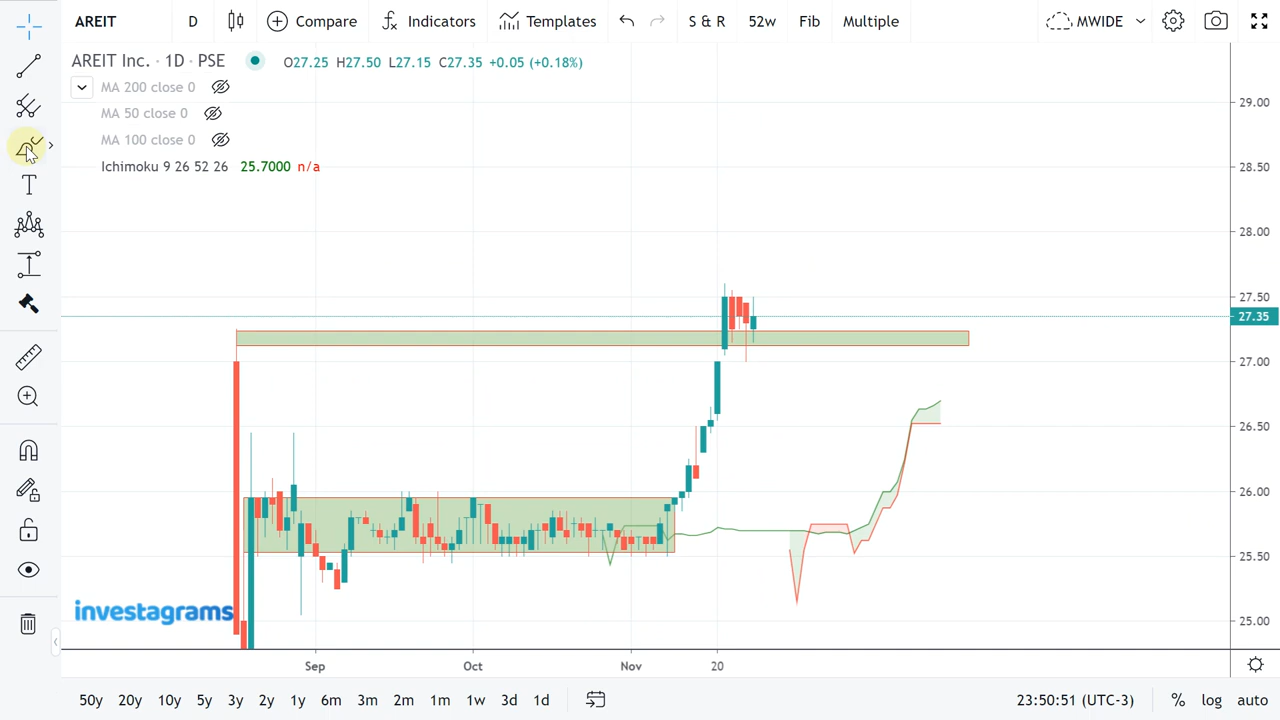 AREIT D Compare Indicators Templates S & R 52w Fib Multiple MWIDE
AREIT Inc. · 1D · PSE O27.25 H27.50 L27.15 C27.35 +0.05 (+0.18%)
MA 200 close 0
MA 50 close 0
MA 100 close 0
Ichimoku 9 26 52 26 25.7000 n/a
29.00
28.50
28.00
27.50
27.35
27.00
26.50
26.00
25.50
25.00
investagrams
Sep Oct Nov 20
50y 20y 10y 5y 3y 2y 1y 6m 3m 2m 1m 1w 3d 1d 23:50:51 (UTC-3) % log auto